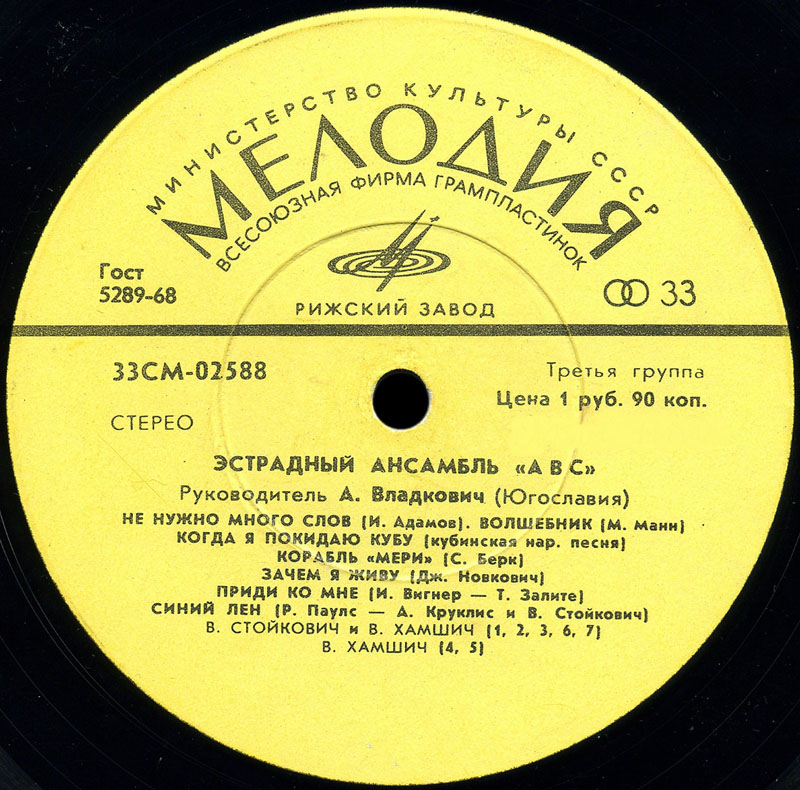 МИНИСТЕРСТВО КУЛЬТУРЫ СССР
МЕЛОДИЯ
ВСЕСОЮЗНАЯ ФИРМА ГРАМПЛАСТИНОК
Гост
5289-68
33
РИЖСКИЙ ЗАВОД
33СМ-02588
Третья группа
Цена 1 руб. 90 коп.
СТЕРЕО
ЭСТРАДНЫЙ АНСАМБЛЬ «АВС»
Руководитель А. Владкович (Югославия)
НЕ НУЖНО МНОГО СЛОВ (И. Адамов). ВОЛШЕБНИК (М. Манн)
КОГДА Я ПОКИДАЮ КУБУ (кубинская нар. песня)
КОРАБЛЬ «МЕРИ» (С. Берк)
ЗАЧЕМ Я ЖИВУ (Дж. Новкович)
ПРИДИ КО МНЕ (И. Вигнер — Т. Залите)
СИНИЙ ЛЕН (Р. Паулс — А. Круклис и В. Стойкович)
В. СТОЙКОВИЧ и В. ХАМШИЧ (1, 2, 3, 6, 7)
В. ХАМШИЧ (4, 5)